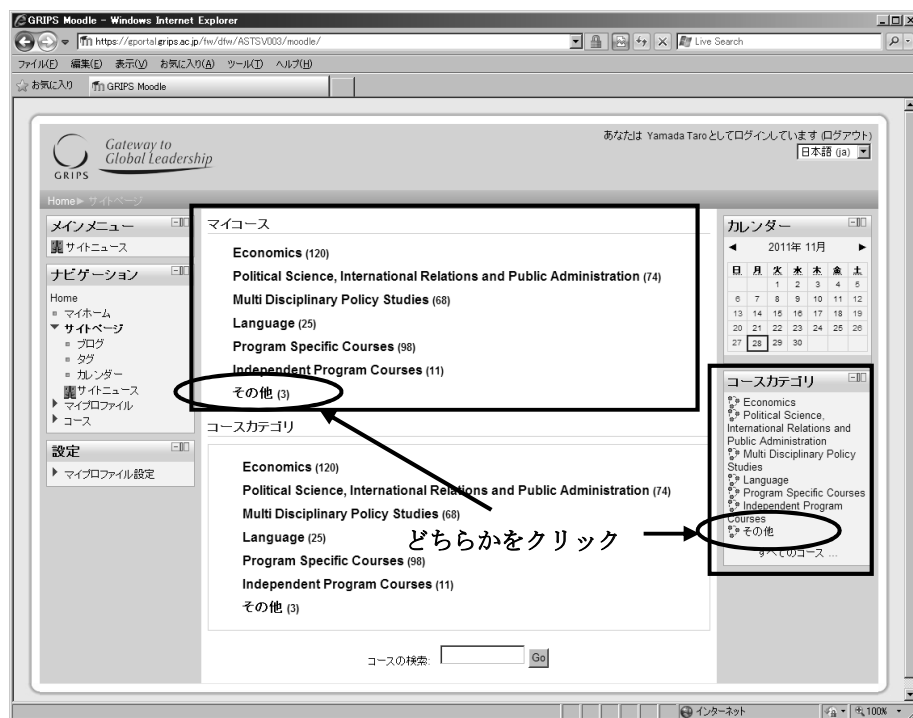 GRIPS Moodle - Windows Internet Explorer
https://gportal.grips.ac.jp/fw/dfw/ASTSV003/moodle/
Live Search
ファイル(F) 編集(E) 表示(V) お気に入り(A) ツール(T) ヘルプ(H)
お気に入り
GRIPS Moodle
GRIPS
Gateway to
Global Leadership
あなたは Yamada Taro としてログインしています (ログアウト)
日本語 (ja)
Home ► サイトページ
メインメニュー
サイトニュース
ナビゲーション
Home
マイホーム
サイトページ
ブログ
タグ
カレンダー
サイトニュース
マイプロファイル
コース
設定
マイプロファイル設定
マイコース
Economics (120)
Political Science, International Relations and Public Administration (74)
Multi Disciplinary Policy Studies (68)
Language (25)
Program Specific Courses (98)
Independent Program Courses (11)
その他 (3)
コースカテゴリ
Economics (120)
Political Science, International Relations and Public Administration (74)
Multi Disciplinary Policy Studies (68)
Language (25)
どちらかをクリック
Program Specific Courses (98)
Independent Program Courses (11)
その他 (3)
コースの検索:
Go
カレンダー
◄ 2011年 11月 ►
日 月 火 水 木 金 土
1 2 3 4 5
6 7 8 9 10 11 12
13 14 15 16 17 18 19
20 21 22 23 24 25 26
27 28 29 30
コースカテゴリ
Economics
Political Science,
International Relations and
Public Administration
Multi Disciplinary Policy
Studies
Language
Program Specific Courses
Independent Program
Courses
その他
すべてのコース ...
インターネット
100%